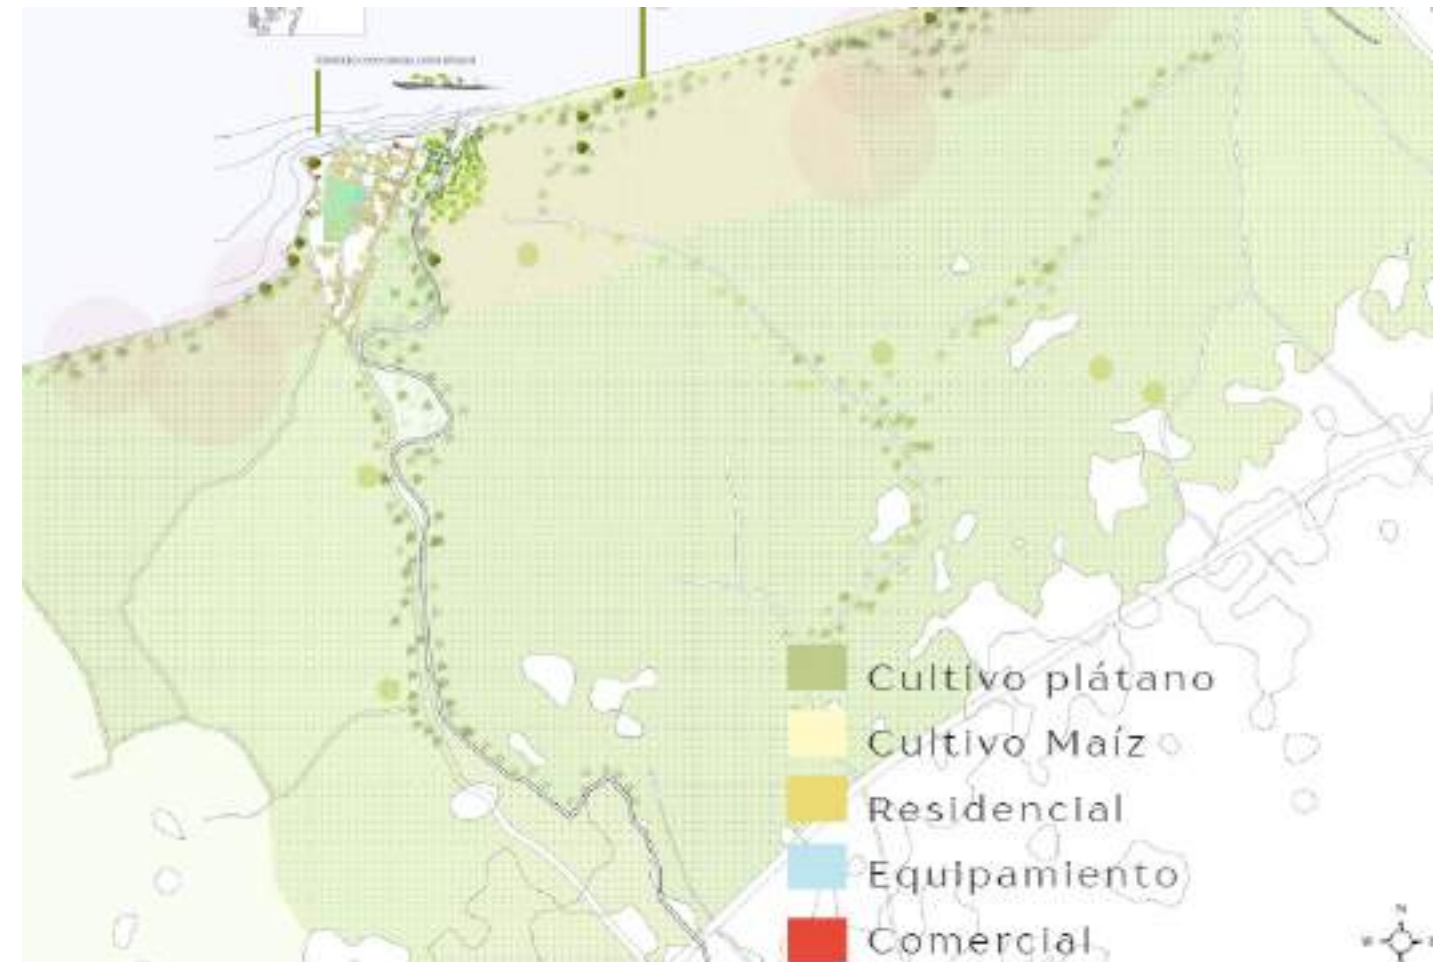 Cultivo plátano
Cultivo Maíz
Residencial
Equipamiento
N
W
Comercial